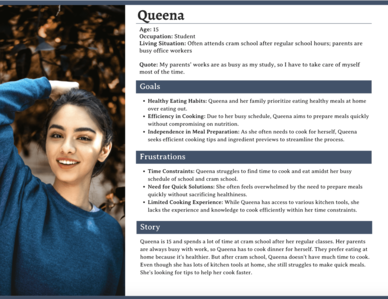 Queena
Age: 15
Occupation: Student
Living Situation: Often attends cram school after regular school hours; parents are
busy office workers
Quote: My parents' works are as busy as my study, so I have to take care of myself
most of the time.
Goals
• Healthy Eating Habits: Queena and her family prioritize eating healthy meals at home
over eating out.
• Efficiency in Cooking: Due to her busy schedule, Queena aims to prepare meals quickly
without compromising on nutrition.
• Independence in Meal Preparation: As she often needs to cook for herself, Queena
seeks efficient cooking tips and ingredient previews to streamline the process.
Frustrations
• Time Constraints: Queena struggles to find time to cook and eat amidst her busy
schedule of school and cram school.
• Need for Quick Solutions: She often feels overwhelmed by the need to prepare meals
quickly without sacrificing healthiness.
• Limited Cooking Experience: While Queena has access to various kitchen tools, she
lacks the experience and knowledge to cook efficiently within her time constraints.
Story
Queena is 15 and spends a lot of time at cram school after her regular classes. Her parents
are always busy with work, so Queena has to cook dinner for herself. They prefer eating at
home because it's healthier. But after cram school, Queena doesn't have much time to cook.
Even though she has lots of kitchen tools at home, she still struggles to make quick meals.
She's looking for tips to help her cook faster.